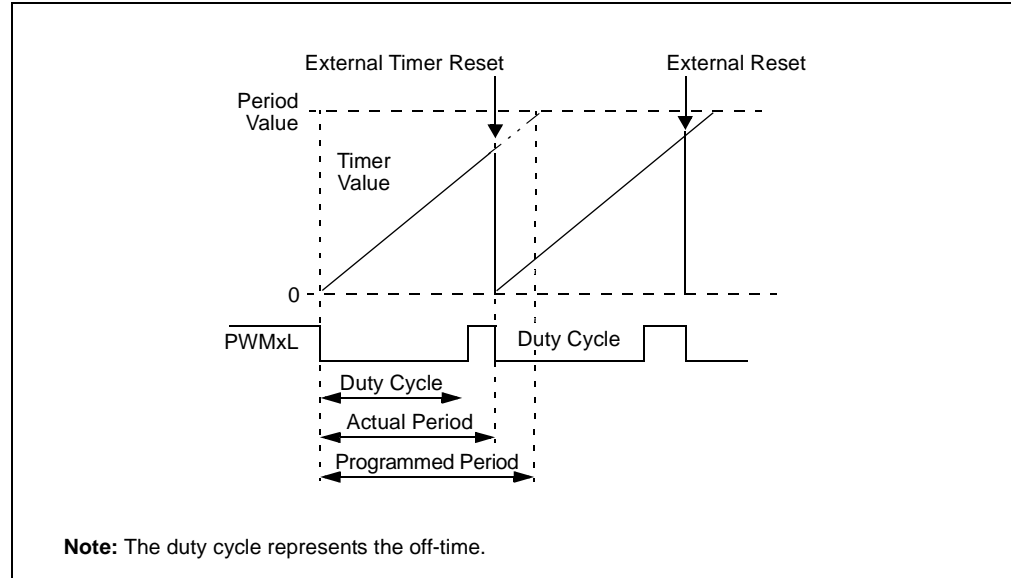 External Timer Reset
External Reset
Period
Value
Timer
Value
0
PWMxL
Duty Cycle
Duty Cycle
Actual Period
Programmed Period
Note: The duty cycle represents the off-time.